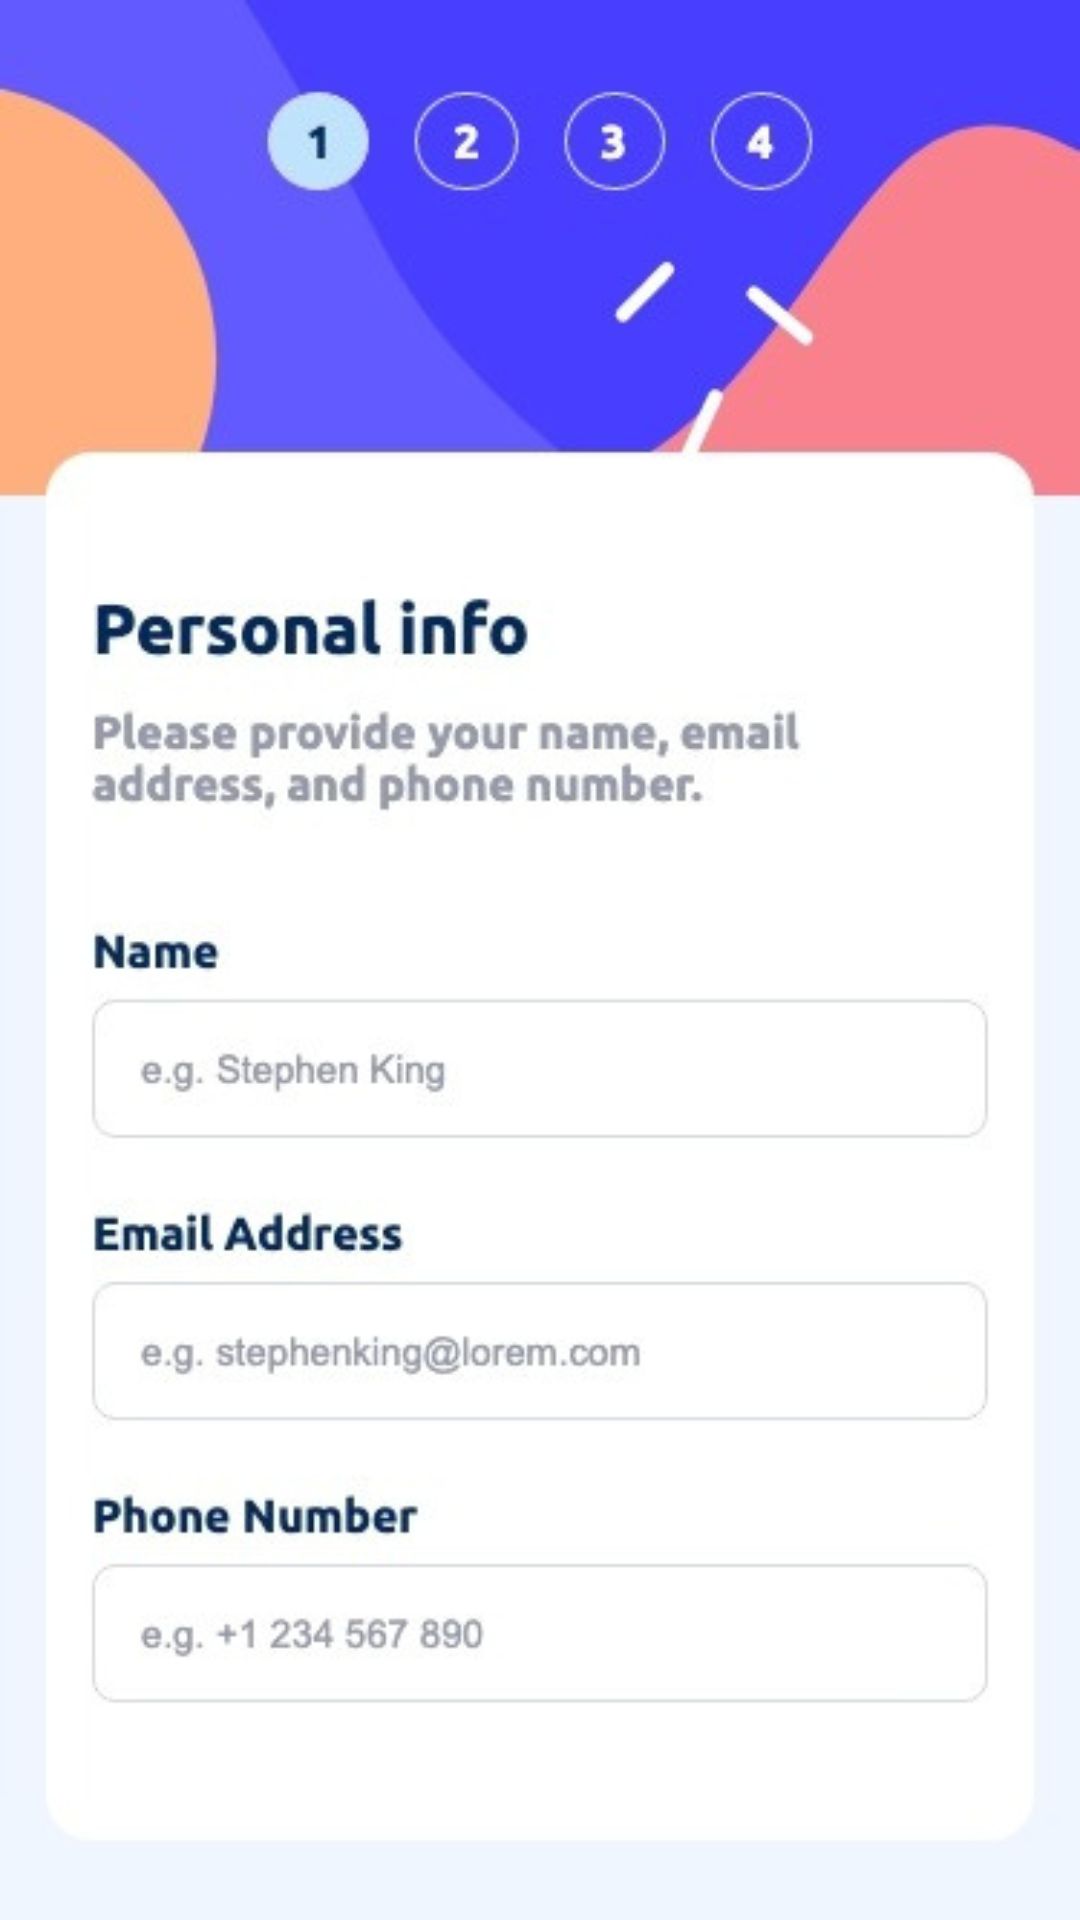 1 2 3 4
Personal info
Please provide your name, email
address, and phone number.
Name
e.g. Stephen King
Email Address
e.g. stephenking@lorem.com
Phone Number
e.g. +1 234 567 890